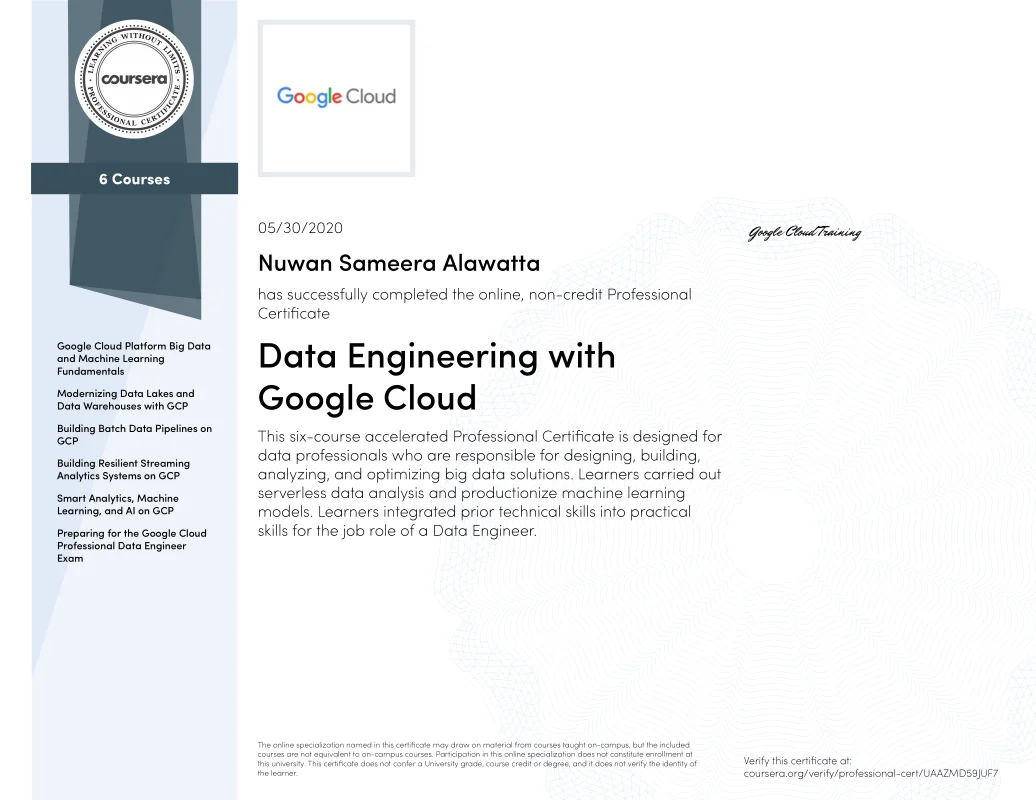 LEARNING WITHOUT LIMITS
coursera
PROFESSIONAL CERTIFICATE
6 Courses
Google Cloud Platform Big Data
and Machine Learning
Fundamentals
Modernizing Data Lakes and
Data Warehouses with GCP
Building Batch Data Pipelines on
GCP
Building Resilient Streaming
Analytics Systems on GCP
Smart Analytics, Machine
Learning, and AI on GCP
Preparing for the Google Cloud
Professional Data Engineer
Exam
Google Cloud
05/30/2020
Nuwan Sameera Alawatta
has successfully completed the online, non-credit Professional
Certificate
Data Engineering with
Google Cloud
This six-course accelerated Professional Certificate is designed for
data professionals who are responsible for designing, building,
analyzing, and optimizing big data solutions. Learners carried out
serverless data analysis and productionize machine learning
models. Learners integrated prior technical skills into practical
skills for the job role of a Data Engineer.
Google Cloud Training
The online specialization named in this certificate may draw on material from courses taught on-campus, but the included
courses are not equivalent to on-campus courses. Participation in this online specialization does not constitute enrollment at
this university. This certificate does not confer a University grade, course credit or degree, and it does not verify the identity of
the learner.
Verify this certificate at:
coursera.org/verify/professional-cert/UAAZMD59JUF7